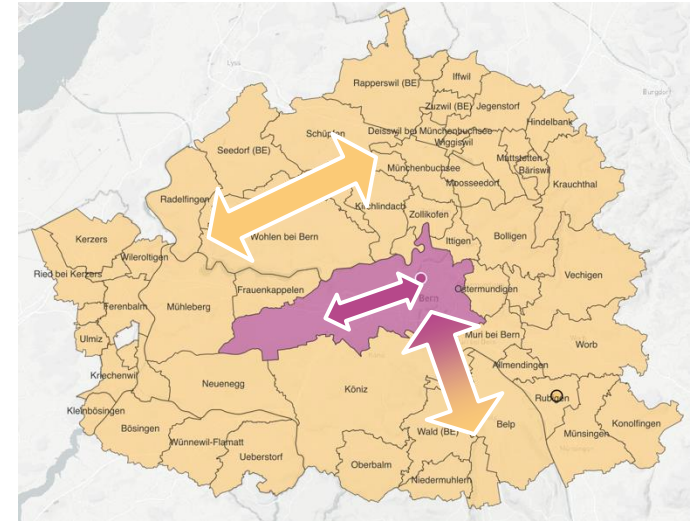 Lyss
Burgdorf
Rapperswil (BE)
Iffwil
Zuzwil (BE)
Jegenstorf
Hindelbank
Schüpfen
Deisswil bei Münchenbuchsee
Wiggiswil
Seedorf (BE)
Münchenbuchsee
Mattstetten
Bäriswil
Moosseedorf
Krauchthal
Radelfingen
Kirchlindach
Zollikofen
Kerzers
Wohlen bei Bern
Ittigen
Bolligen
Wileroltigen
Ried bei Kerzers
Vechigen
Frauenkappelen
Ostermundigen
Bern
Ferenbalm
Mühleberg
Ulmiz
Muri bei Bern
Worb
Allmendingen
Kriechenwil
Neuenegg
Köniz
Rubigen
Kleinbösingen
Bösingen
Wünnewil-Flamatt
Wald (BE)
Belp
Münsingen
Konolfingen
Ueberstorf
Oberbalm
Niedermuhlern